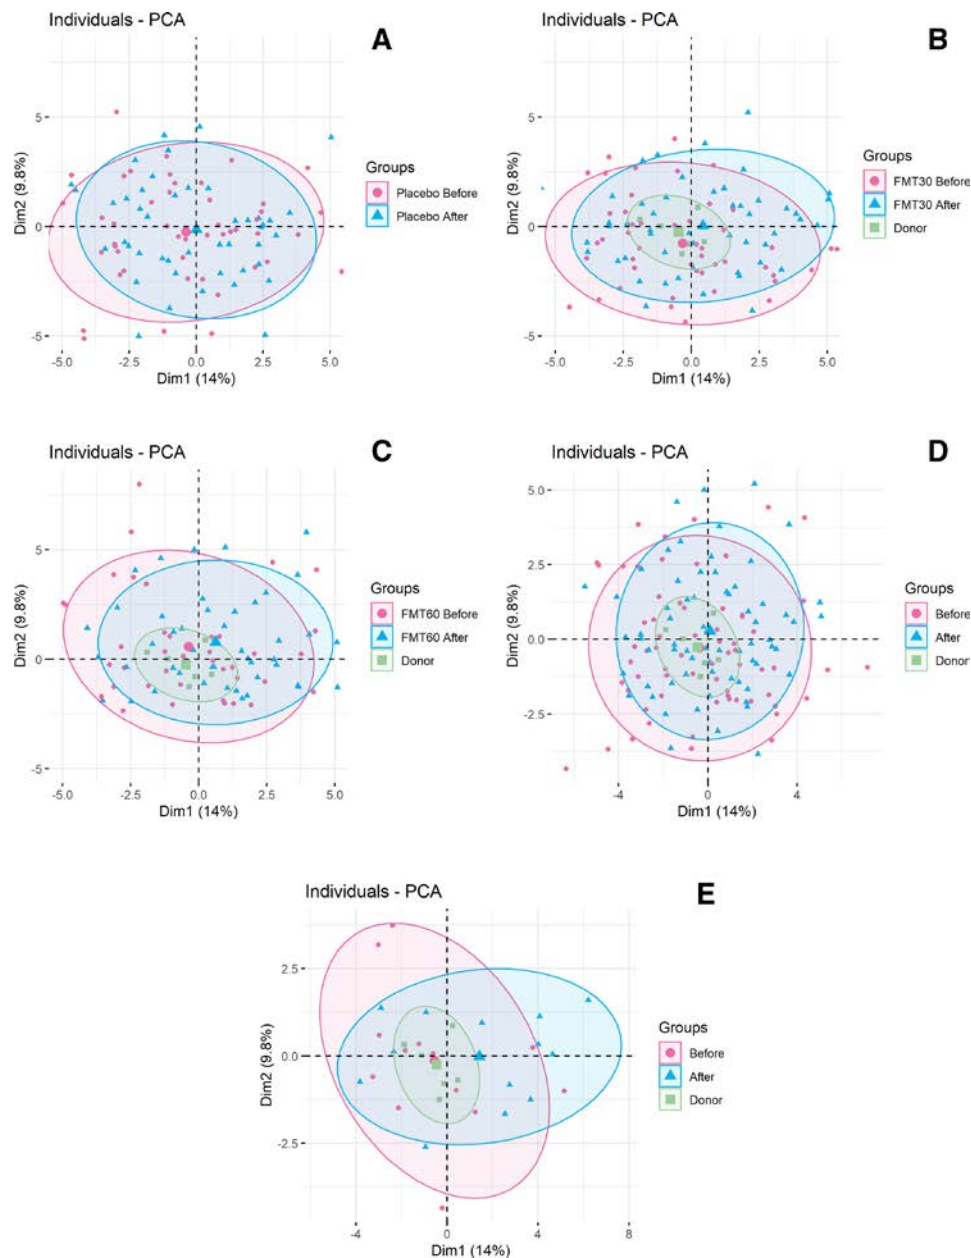 Individuals - PCA
A
Dim2 (9.8%)
5
0
-5
-5.0
-2.5
0.0
2.5
5.0
Dim1 (14%)
Groups
Placebo Before
Placebo After
Individuals - PCA
B
Dim2 (9.8%)
5
0
-5
-5.0
-2.5
0.0
2.5
5.0
Dim1 (14%)
Groups
FMT30 Before
FMT30 After
Donor
Individuals - PCA
C
Dim2 (9.8%)
5
0
-5
-5.0
-2.5
0.0
2.5
5.0
Dim1 (14%)
Groups
FMT60 Before
FMT60 After
Donor
Individuals - PCA
D
Dim2 (9.8%)
5.0
2.5
0.0
-2.5
-4
0
4
Dim1 (14%)
Groups
Before
After
Donor
Individuals - PCA
E
Dim2 (9.8%)
2.5
0.0
-2.5
-4
0
4
8
Dim1 (14%)
Groups
Before
After
Donor